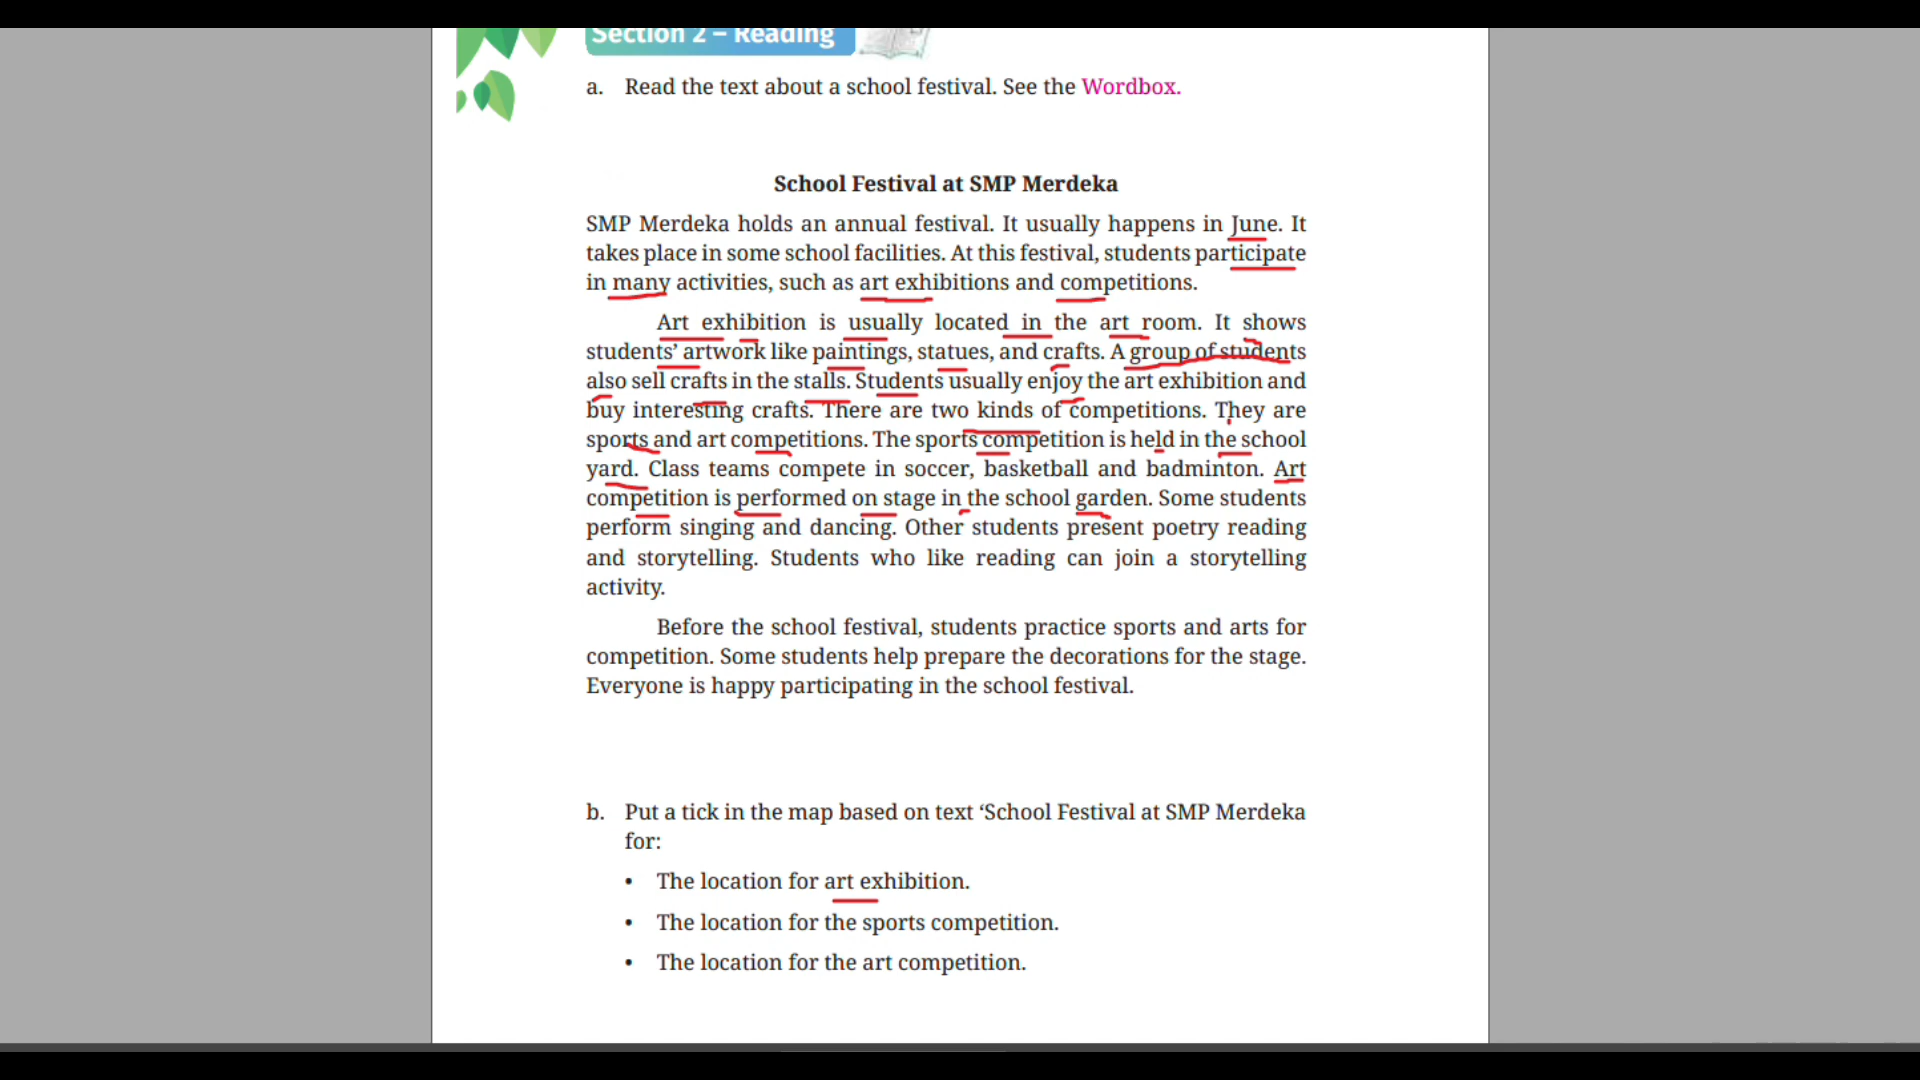 Section 2 – Reading
a. Read the text about a school festival. See the Wordbox.
School Festival at SMP Merdeka
SMP Merdeka holds an annual festival. It usually happens in June. It
takes place in some school facilities. At this festival, students participate
in many activities, such as art exhibitions and competitions.
Art exhibition is usually located in the art room. It shows
students’ artwork like paintings, statues, and crafts. A group of students
also sell crafts in the stalls. Students usually enjoy the art exhibition and
buy interesting crafts. There are two kinds of competitions. They are
sports and art competitions. The sports competition is held in the school
yard. Class teams compete in soccer, basketball and badminton. Art
competition is performed on stage in the school garden. Some students
perform singing and dancing. Other students present poetry reading
and storytelling. Students who like reading can join a storytelling
activity.
Before the school festival, students practice sports and arts for
competition. Some students help prepare the decorations for the stage.
Everyone is happy participating in the school festival.
b. Put a tick in the map based on text ‘School Festival at SMP Merdeka
for:
• The location for art exhibition.
• The location for the sports competition.
• The location for the art competition.